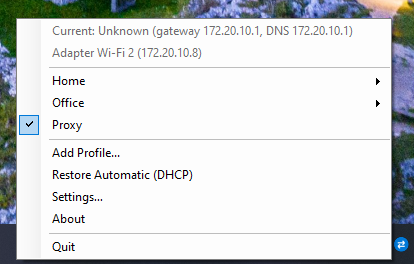 Current: Unknown (gateway 172.20.10.1, DNS 172.20.10.1)
Adapter Wi-Fi 2 (172.20.10.8)
Home
Office
Proxy
Add Profile...
Restore Automatic (DHCP)
Settings...
About
Quit